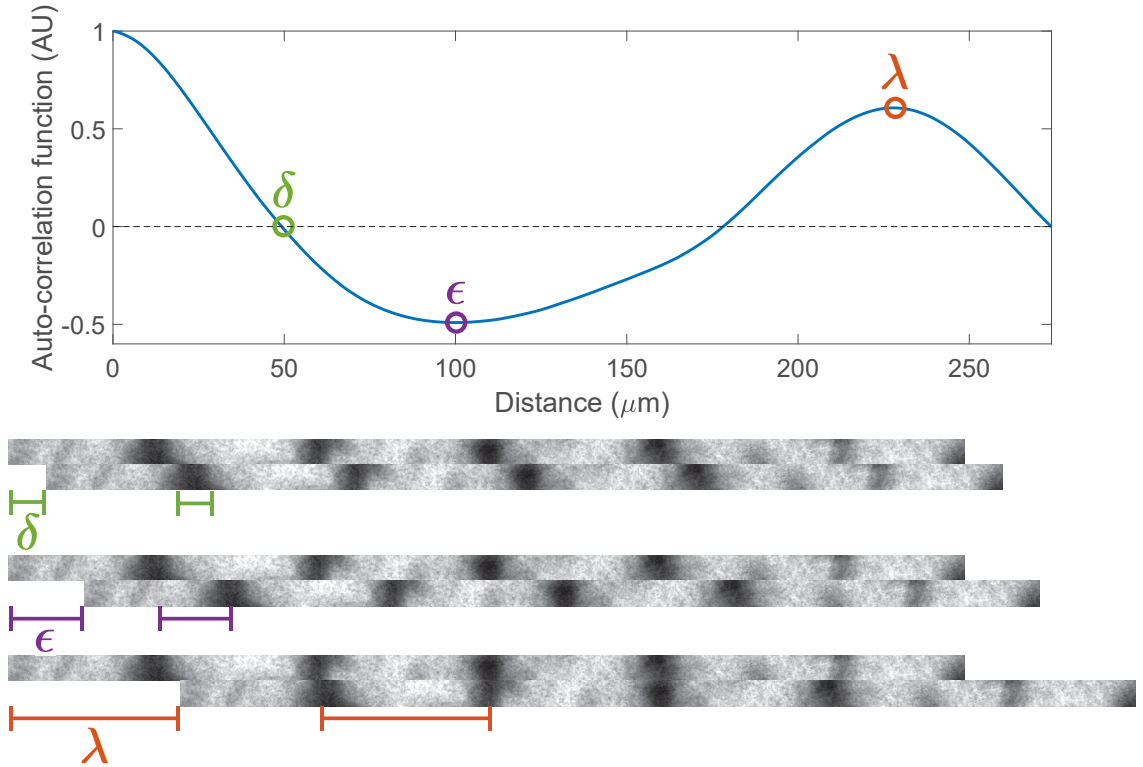 Auto-correlation function (AU)
1
0.5
0
-0.5
λ
δ
ϵ
0 50 100 150 200 250
Distance (μm)
δ
ϵ
λ